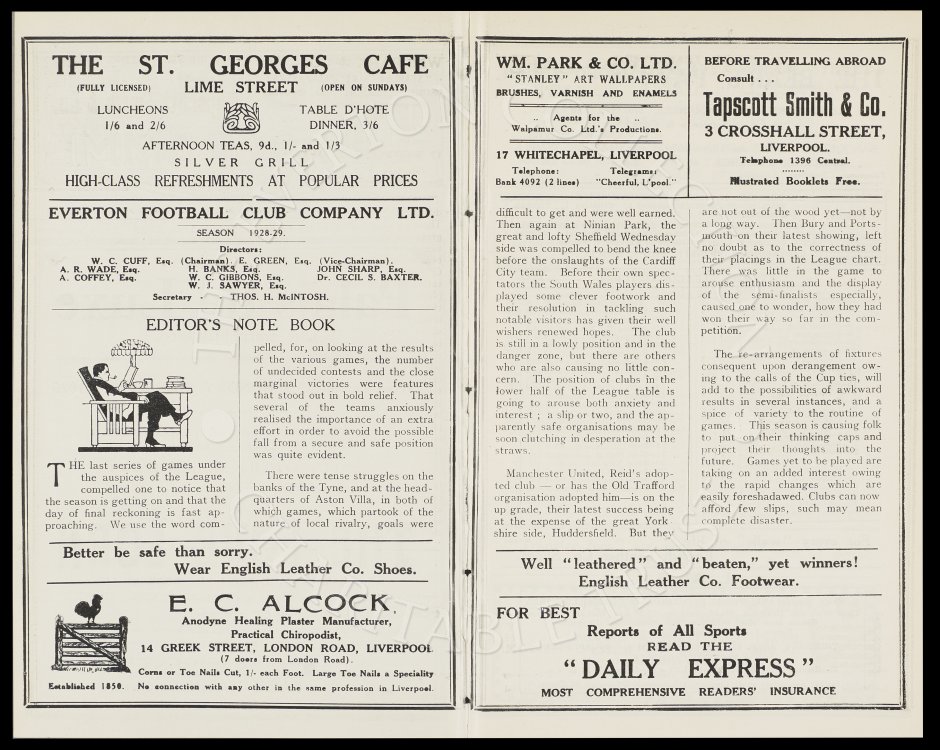 THE ST. GEORGES CAFE
(FULLY LICENSED) LIME STREET (OPEN ON SUNDAYS)
LUNCHEONS
1/6 and 2/6
TABLE D'HOTE
DINNER, 3/6
AFTERNOON TEAS, 9d., 1/- and 1/3
SILVER GRILL
HIGH-CLASS REFRESHMENTS AT POPULAR PRICES
EVERTON FOOTBALL CLUB COMPANY LTD.
SEASON 1928-29.
Directors:
W. C. CUFF, Esq. (Chairman). E. GREEN, Esq. (Vice-Chairman).
A. R. WADE, Esq. H. BANKS, Esq. JOHN SHARP, Esq.
A. COFFEY, Esq. W. C. GIBBONS, Esq. Dr. CECIL S. BAXTER.
W. J. SAWYER, Esq.
Secretary - - THOS. H. McINTOSH.
EDITOR'S NOTE BOOK
THE last series of games under
the auspices of the League,
compelled one to notice that
the season is getting on and that the
day of final reckoning is fast ap-
proaching. We use the word com-
pelled, for, on looking at the results
of the various games, the number
of undecided contests and the close
marginal victories were features
that stood out in bold relief. That
several of the teams anxiously
realised the importance of an extra
effort in order to avoid the possible
fall from a secure and safe position
was quite evident.
There were tense struggles on the
banks of the Tyne, and at the head-
quarters of Aston Villa, in both of
which games, which partook of the
nature of local rivalry, goals were
Better be safe than sorry.
Wear English Leather Co. Shoes.
E. C. ALCOCK,
Anodyne Healing Plaster Manufacturer,
Practical Chiropodist,
14 GREEK STREET, LONDON ROAD, LIVERPOOL
(7 doors from London Road).
Corns or Toe Nails Cut, 1/- each Foot. Large Toe Nails a Speciality
Established 1850. No connection with any other in the same profession in Liverpool.
WM. PARK & CO. LTD.
"STANLEY" ART WALLPAPERS
BRUSHES, VARNISH AND ENAMELS
.. Agents for the ..
Walpamur Co. Ltd.'s Productions.
17 WHITECHAPEL, LIVERPOOL
Telephone: Telegrams:
Bank 4092 (2 lines) "Cheerful, L'pool."
BEFORE TRAVELLING ABROAD
Consult . . .
Tapscott Smith & Co.
3 CROSSHALL STREET,
LIVERPOOL.
Telephone 1396 Central.
Illustrated Booklets Free.
difficult to get and were well earned.
Then again at Ninian Park, the
great and lofty Sheffield Wednesday
side was compelled to bend the knee
before the onslaughts of the Cardiff
City team. Before their own spec-
tators the South Wales players dis-
played some clever footwork and
their resolution in tackling such
notable visitors has given their well
wishers renewed hopes. The club
is still in a lowly position and in the
danger zone, but there are others
who are also causing no little con-
cern. The position of clubs in the
lower half of the League table is
going to arouse both anxiety and
interest ; a slip or two, and the ap-
parently safe organisations may be
soon clutching in desperation at the
straws.
Manchester United, Reid's adop-
ted club — or has the Old Trafford
organisation adopted him—is on the
up grade, their latest success being
at the expense of the great York-
shire side, Huddersfield. But they
are not out of the wood yet—not by
a long way. Then Bury and Ports-
mouth on their latest showing, left
no doubt as to the correctness of
their placings in the League chart.
There was little in the game to
arouse enthusiasm and the display
of the semi-finalists especially,
caused one to wonder, how they had
won their way so far in the com-
petition.
The re-arrangements of fixtures
consequent upon derangement ow-
ing to the calls of the Cup ties, will
add to the possibilities of awkward
results in several instances, and a
spice of variety to the routine of
games. This season is causing folk
to put on their thinking caps and
project their thoughts into the
future. Games yet to be played are
taking on an added interest owing
to the rapid changes which are
easily foreshadawed. Clubs can now
afford few slips, such may mean
complete disaster.
Well "leathered" and "beaten," yet winners!
English Leather Co. Footwear.
FOR BEST
Reports of All Sports
READ THE
"DAILY EXPRESS"
MOST COMPREHENSIVE READERS' INSURANCE